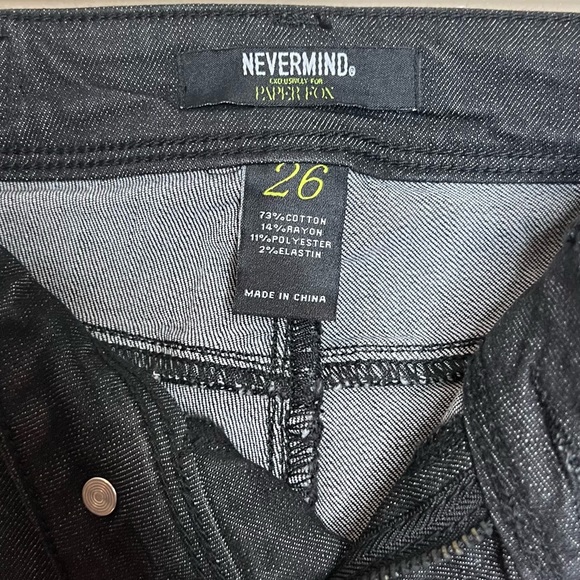 NEVERMIND®
EXCLUSIVELY FOR
PAPER FOX
26
73%COTTON
14%RAYON
11%POLYESTER
2%ELASTIN
MADE IN CHINA